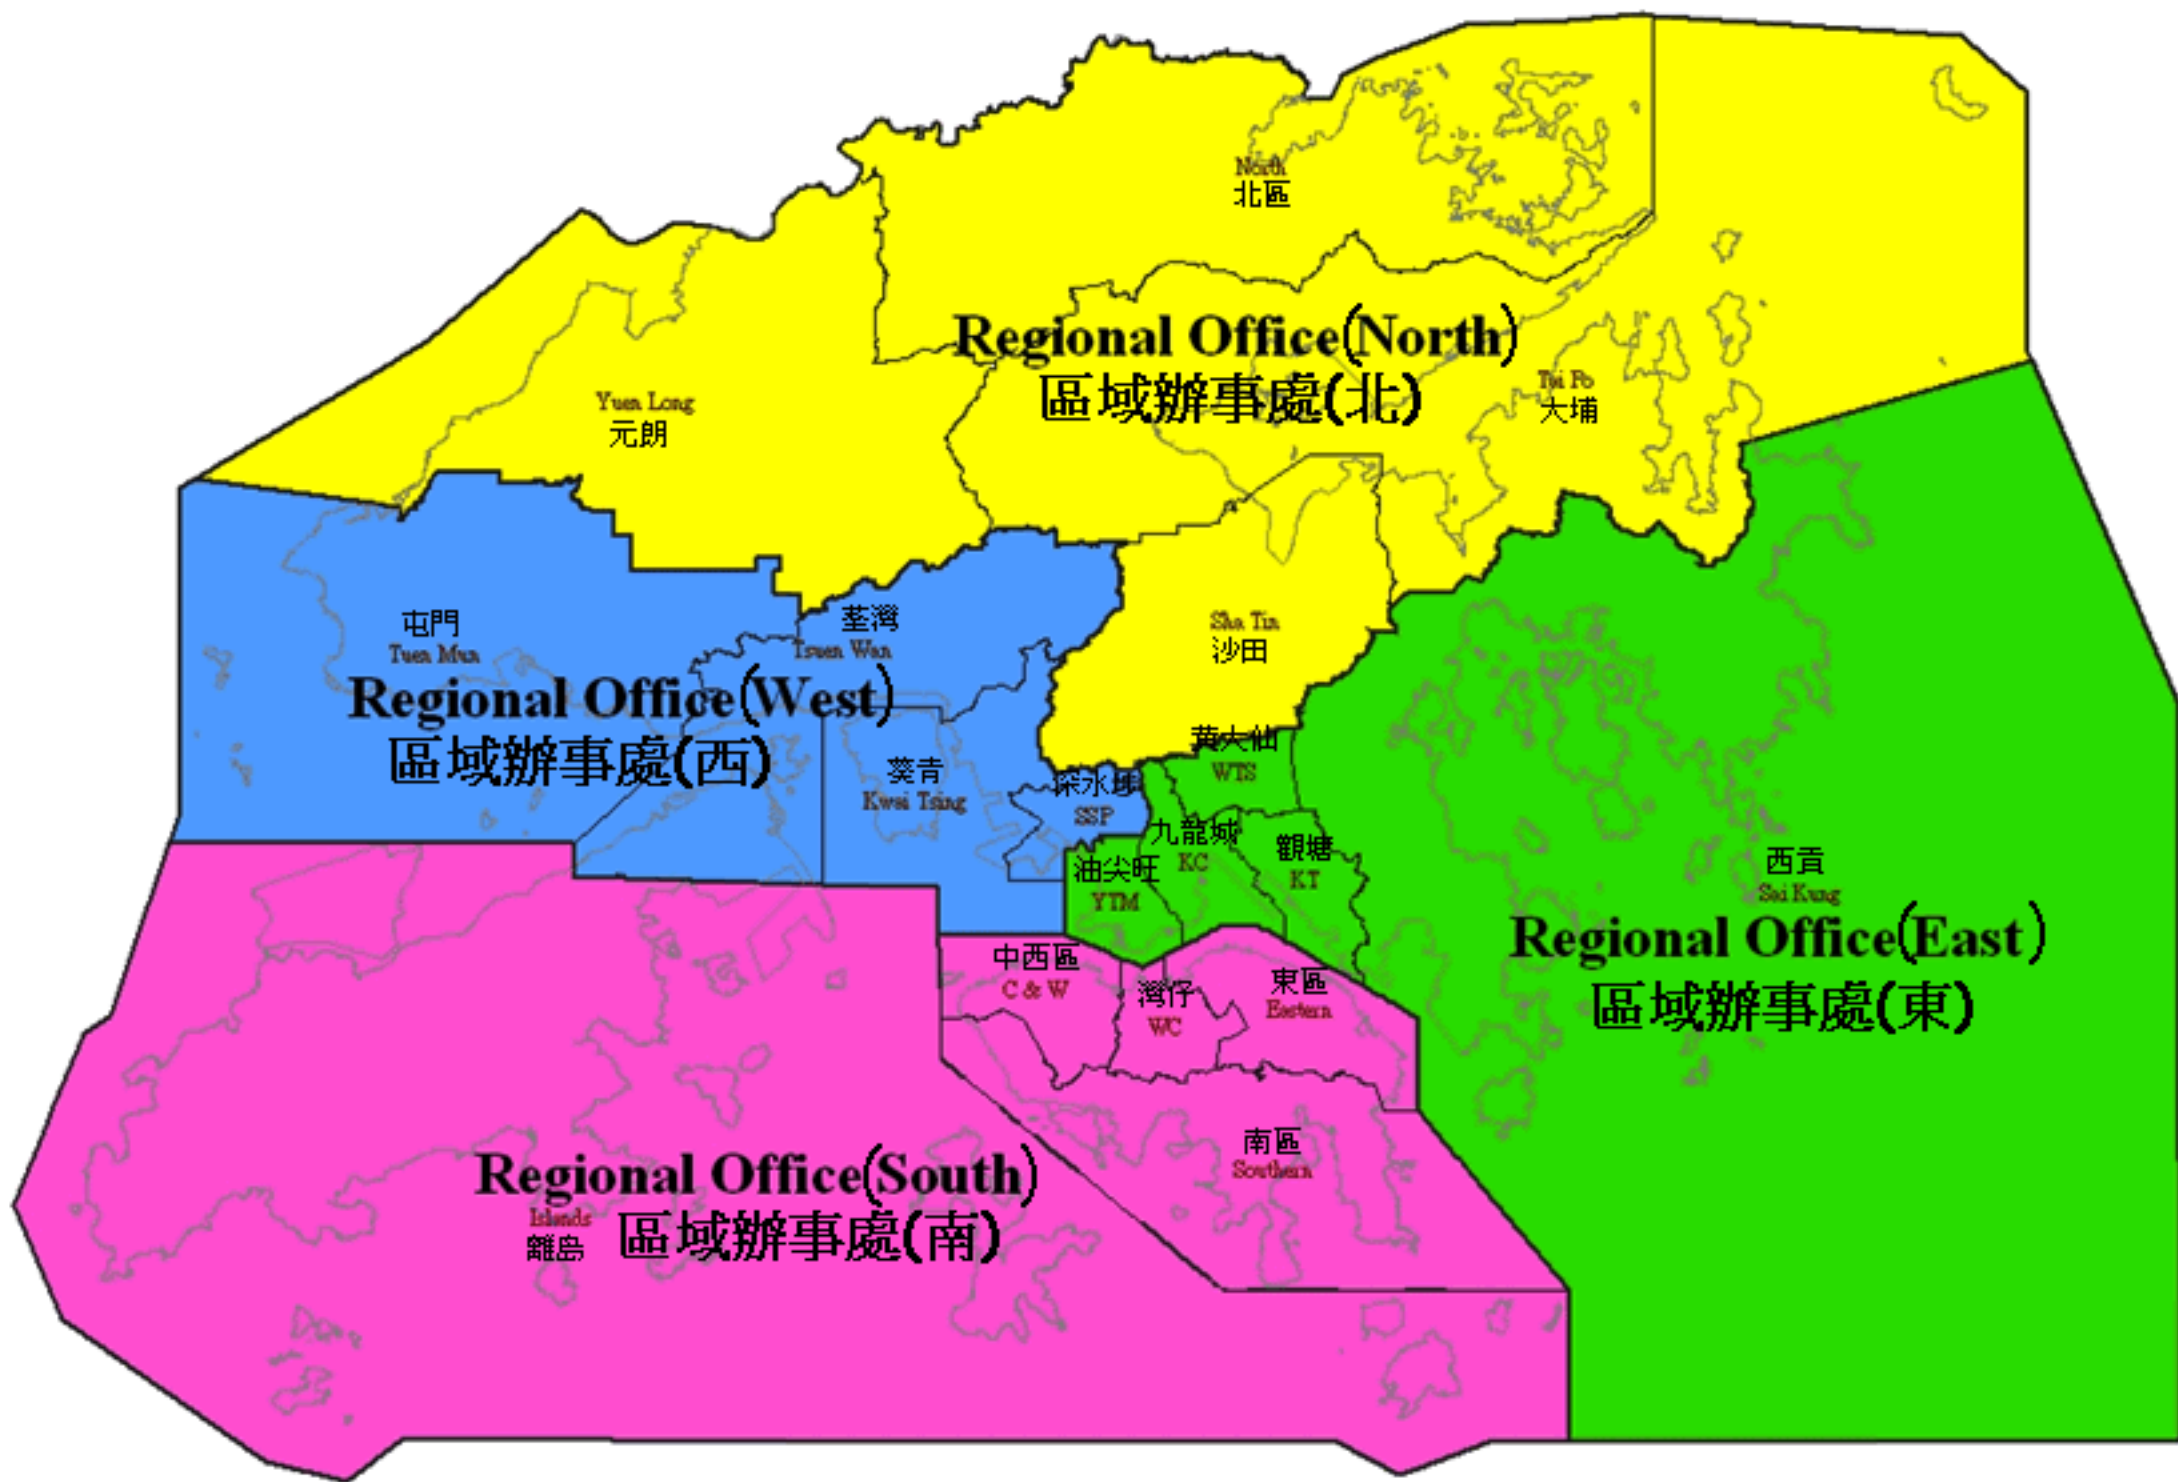 North
北區
Regional Office(North)
區域辦事處(北)
Yuen Long
元朗
Tai Po
大埔
屯門
Tuen Mun
荃灣
Tsuen Wan
Sha Tin
沙田
Regional Office(West)
區域辦事處(西)
葵青
Kwai Tsing
深水埗
SSP
黃大仙
WTS
九龍城
KC
觀塘
KT
油尖旺
YTM
西貢
Sai Kung
Regional Office(East)
區域辦事處(東)
中西區
C & W
灣仔
WC
東區
Eastern
南區
Southern
Regional Office(South)
區域辦事處(南)
Islands
離島